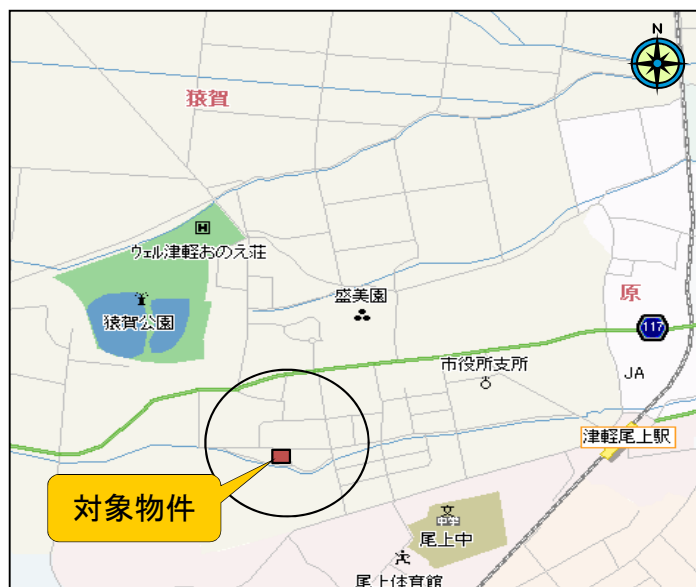 N
猿賀
ウェル津軽おのえ荘
盛美園
猿賀公園
原
117
市役所支所
JA
津軽尾上駅
対象物件
尾上中
尾上体育館